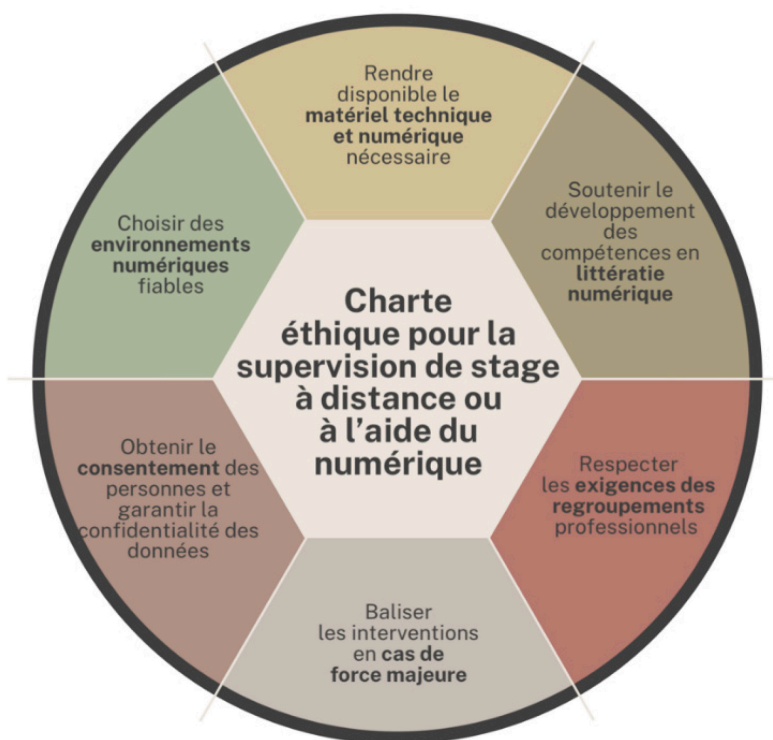 Rendre
disponible le
matériel technique
et numérique
nécessaire
Soutenir le
développement
des
compétences en
littératie
numérique
Respecter
les exigences des
regroupements
professionnels
Baliser
les interventions
en cas de
force majeure
Obtenir le
consentement des
personnes et
garantir la
confidentialité des
données
Choisir des
environnements
numériques
fiables
Charte
éthique pour la
supervision de stage
à distance ou
à l'aide du
numérique